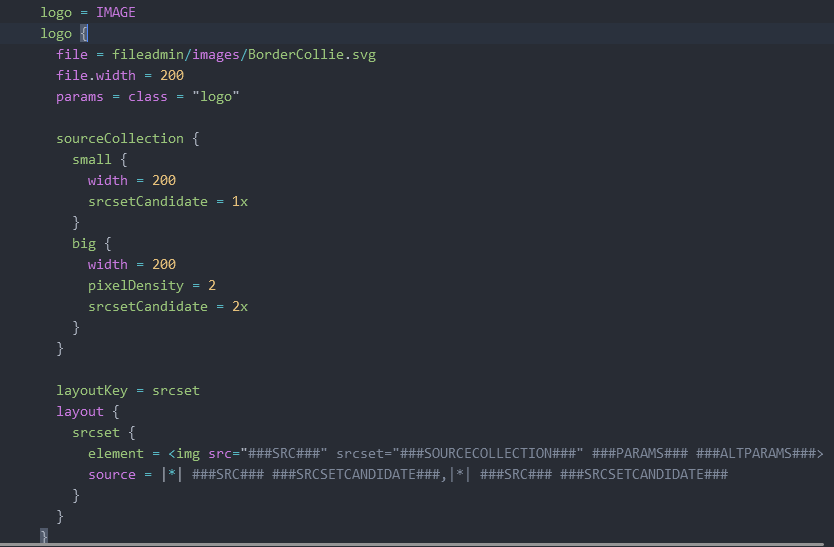 logo = IMAGE
logo {
  file = fileadmin/images/BorderCollie.svg
  file.width = 200
  params = class = "logo"

  sourceCollection {
    small {
      width = 200
      srcsetCandidate = 1x
    }
    big {
      width = 200
      pixelDensity = 2
      srcsetCandidate = 2x
    }
  }

  layoutKey = srcset
  layout {
    srcset {
      element = <img src="###SRC###" srcset="###SOURCECOLLECTION###" ###PARAMS### ###ALTPARAMS###>
      source = |*| ###SRC### ###SRCSETCANDIDATE###,|*| ###SRC### ###SRCSETCANDIDATE###
    }
  }
}